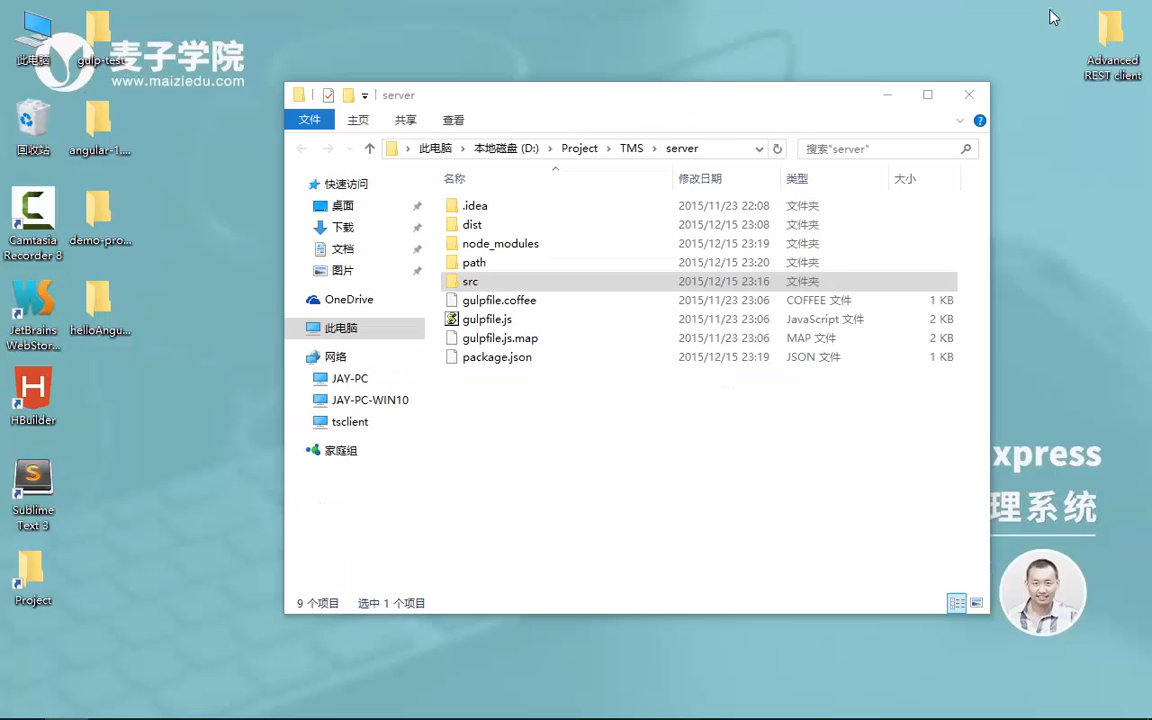 此电脑
gulp-test
麦子学院
www.maiziedu.com
回收站
angular-1....
Camtasia
Recorder 8
demo-pro...
JetBrains
WebStor...
helloAngu...
HBuilder
Sublime
Text 3
Project
Advanced
REST client
server
文件
主页
共享
查看
此电脑
本地磁盘 (D:)
Project
TMS
server
搜索"server"
快速访问
桌面
下载
文档
图片
OneDrive
此电脑
网络
JAY-PC
JAY-PC-WIN10
tsclient
家庭组
名称 修改日期 类型 大小
.idea 2015/11/23 22:08 文件夹
dist 2015/12/15 23:08 文件夹
node_modules 2015/12/15 23:19 文件夹
path 2015/12/15 23:20 文件夹
src 2015/12/15 23:16 文件夹
gulpfile.coffee 2015/11/23 23:06 COFFEE 文件 1 KB
gulpfile.js 2015/11/23 23:06 JavaScript 文件 2 KB
gulpfile.js.map 2015/11/23 23:06 MAP 文件 2 KB
package.json 2015/12/15 23:19 JSON 文件 1 KB
9 个项目 选中 1 个项目
xpress
理系统